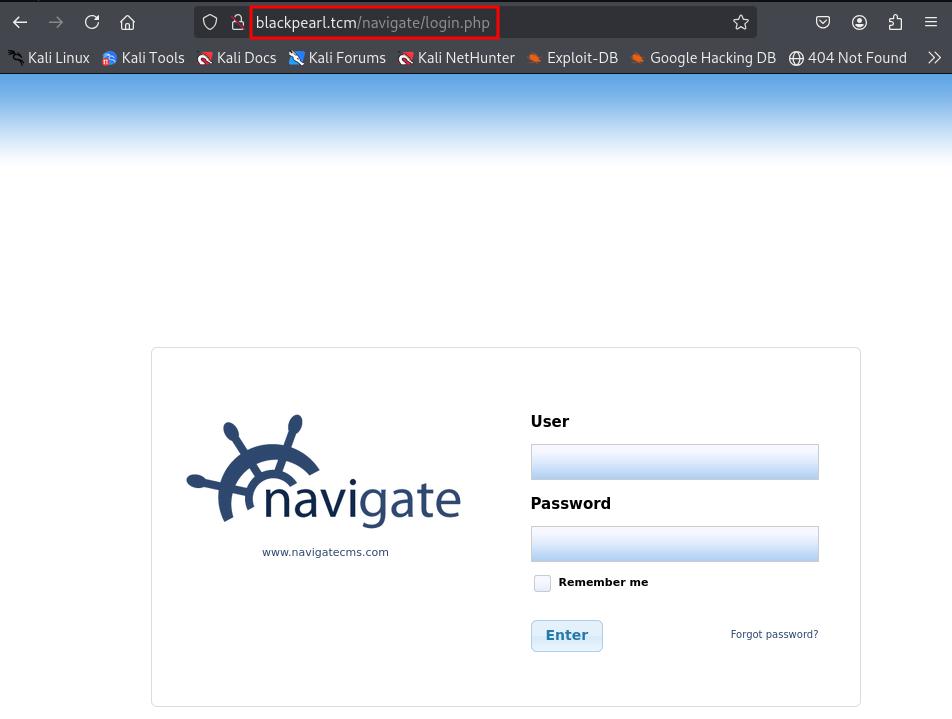 blackpearl.tcm/navigate/login.php
Kali Linux Kali Tools Kali Docs Kali Forums Kali NetHunter Exploit-DB Google Hacking DB 404 Not Found
User
navigate
Password
www.navigatecms.com
Remember me
Enter Forgot password?